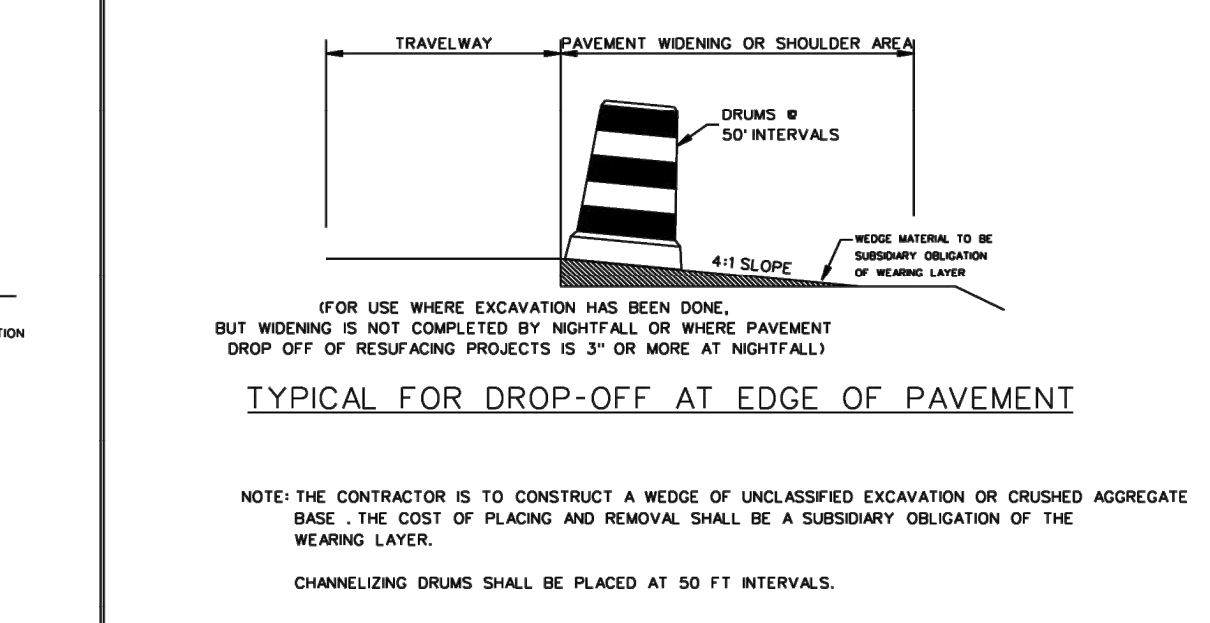 TRAVELWAY
PAVEMENT WIDENING OR SHOULDER AREA
DRUMS @
50' INTERVALS
WEDGE MATERIAL TO BE
SUBSIDIARY OBLIGATION
OF WEARING LAYER
4:1 SLOPE
TION
(FOR USE WHERE EXCAVATION HAS BEEN DONE,
BUT WIDENING IS NOT COMPLETED BY NIGHTFALL OR WHERE PAVEMENT
DROP OFF OF RESUFACING PROJECTS IS 3" OR MORE AT NIGHTFALL)
TYPICAL FOR DROP-OFF AT EDGE OF PAVEMENT
NOTE: THE CONTRACTOR IS TO CONSTRUCT A WEDGE OF UNCLASSIFIED EXCAVATION OR CRUSHED AGGREGATE
BASE . THE COST OF PLACING AND REMOVAL SHALL BE A SUBSIDIARY OBLIGATION OF THE
WEARING LAYER.
CHANNELIZING DRUMS SHALL BE PLACED AT 50 FT INTERVALS.